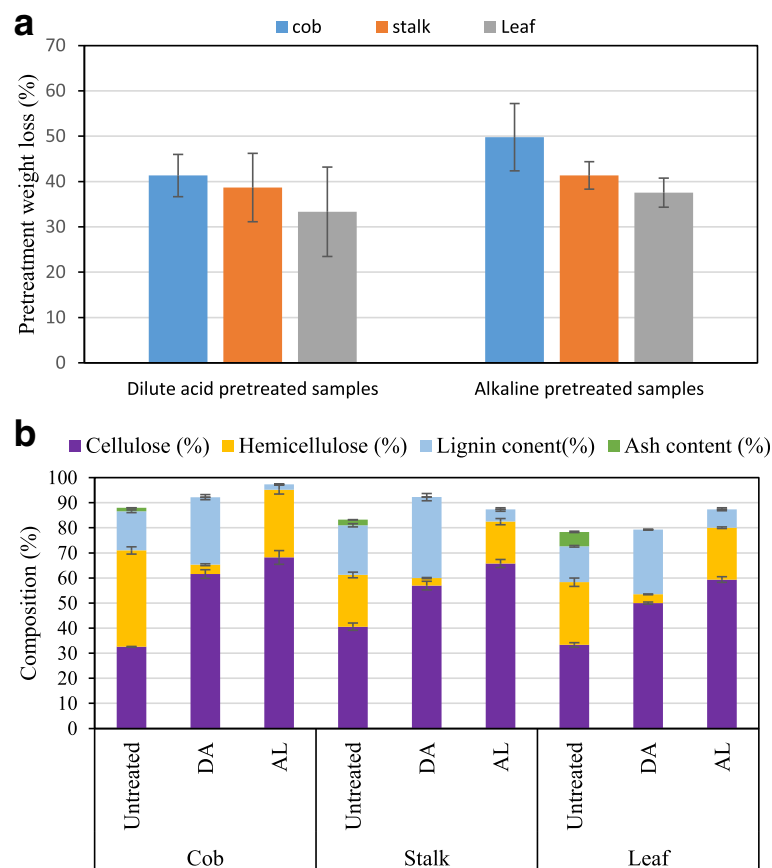 a
cob stalk Leaf
Pretreatment weight loss (%)
70
60
50
40
30
20
10
0
Dilute acid pretreated samples Alkaline pretreated samples
b
Cellulose (%) Hemicellulose (%) Lignin conent(%) Ash content (%)
Composition (%)
100
90
80
70
60
50
40
30
20
10
0
Untreated DA AL Untreated DA AL Untreated DA AL
Cob Stalk Leaf